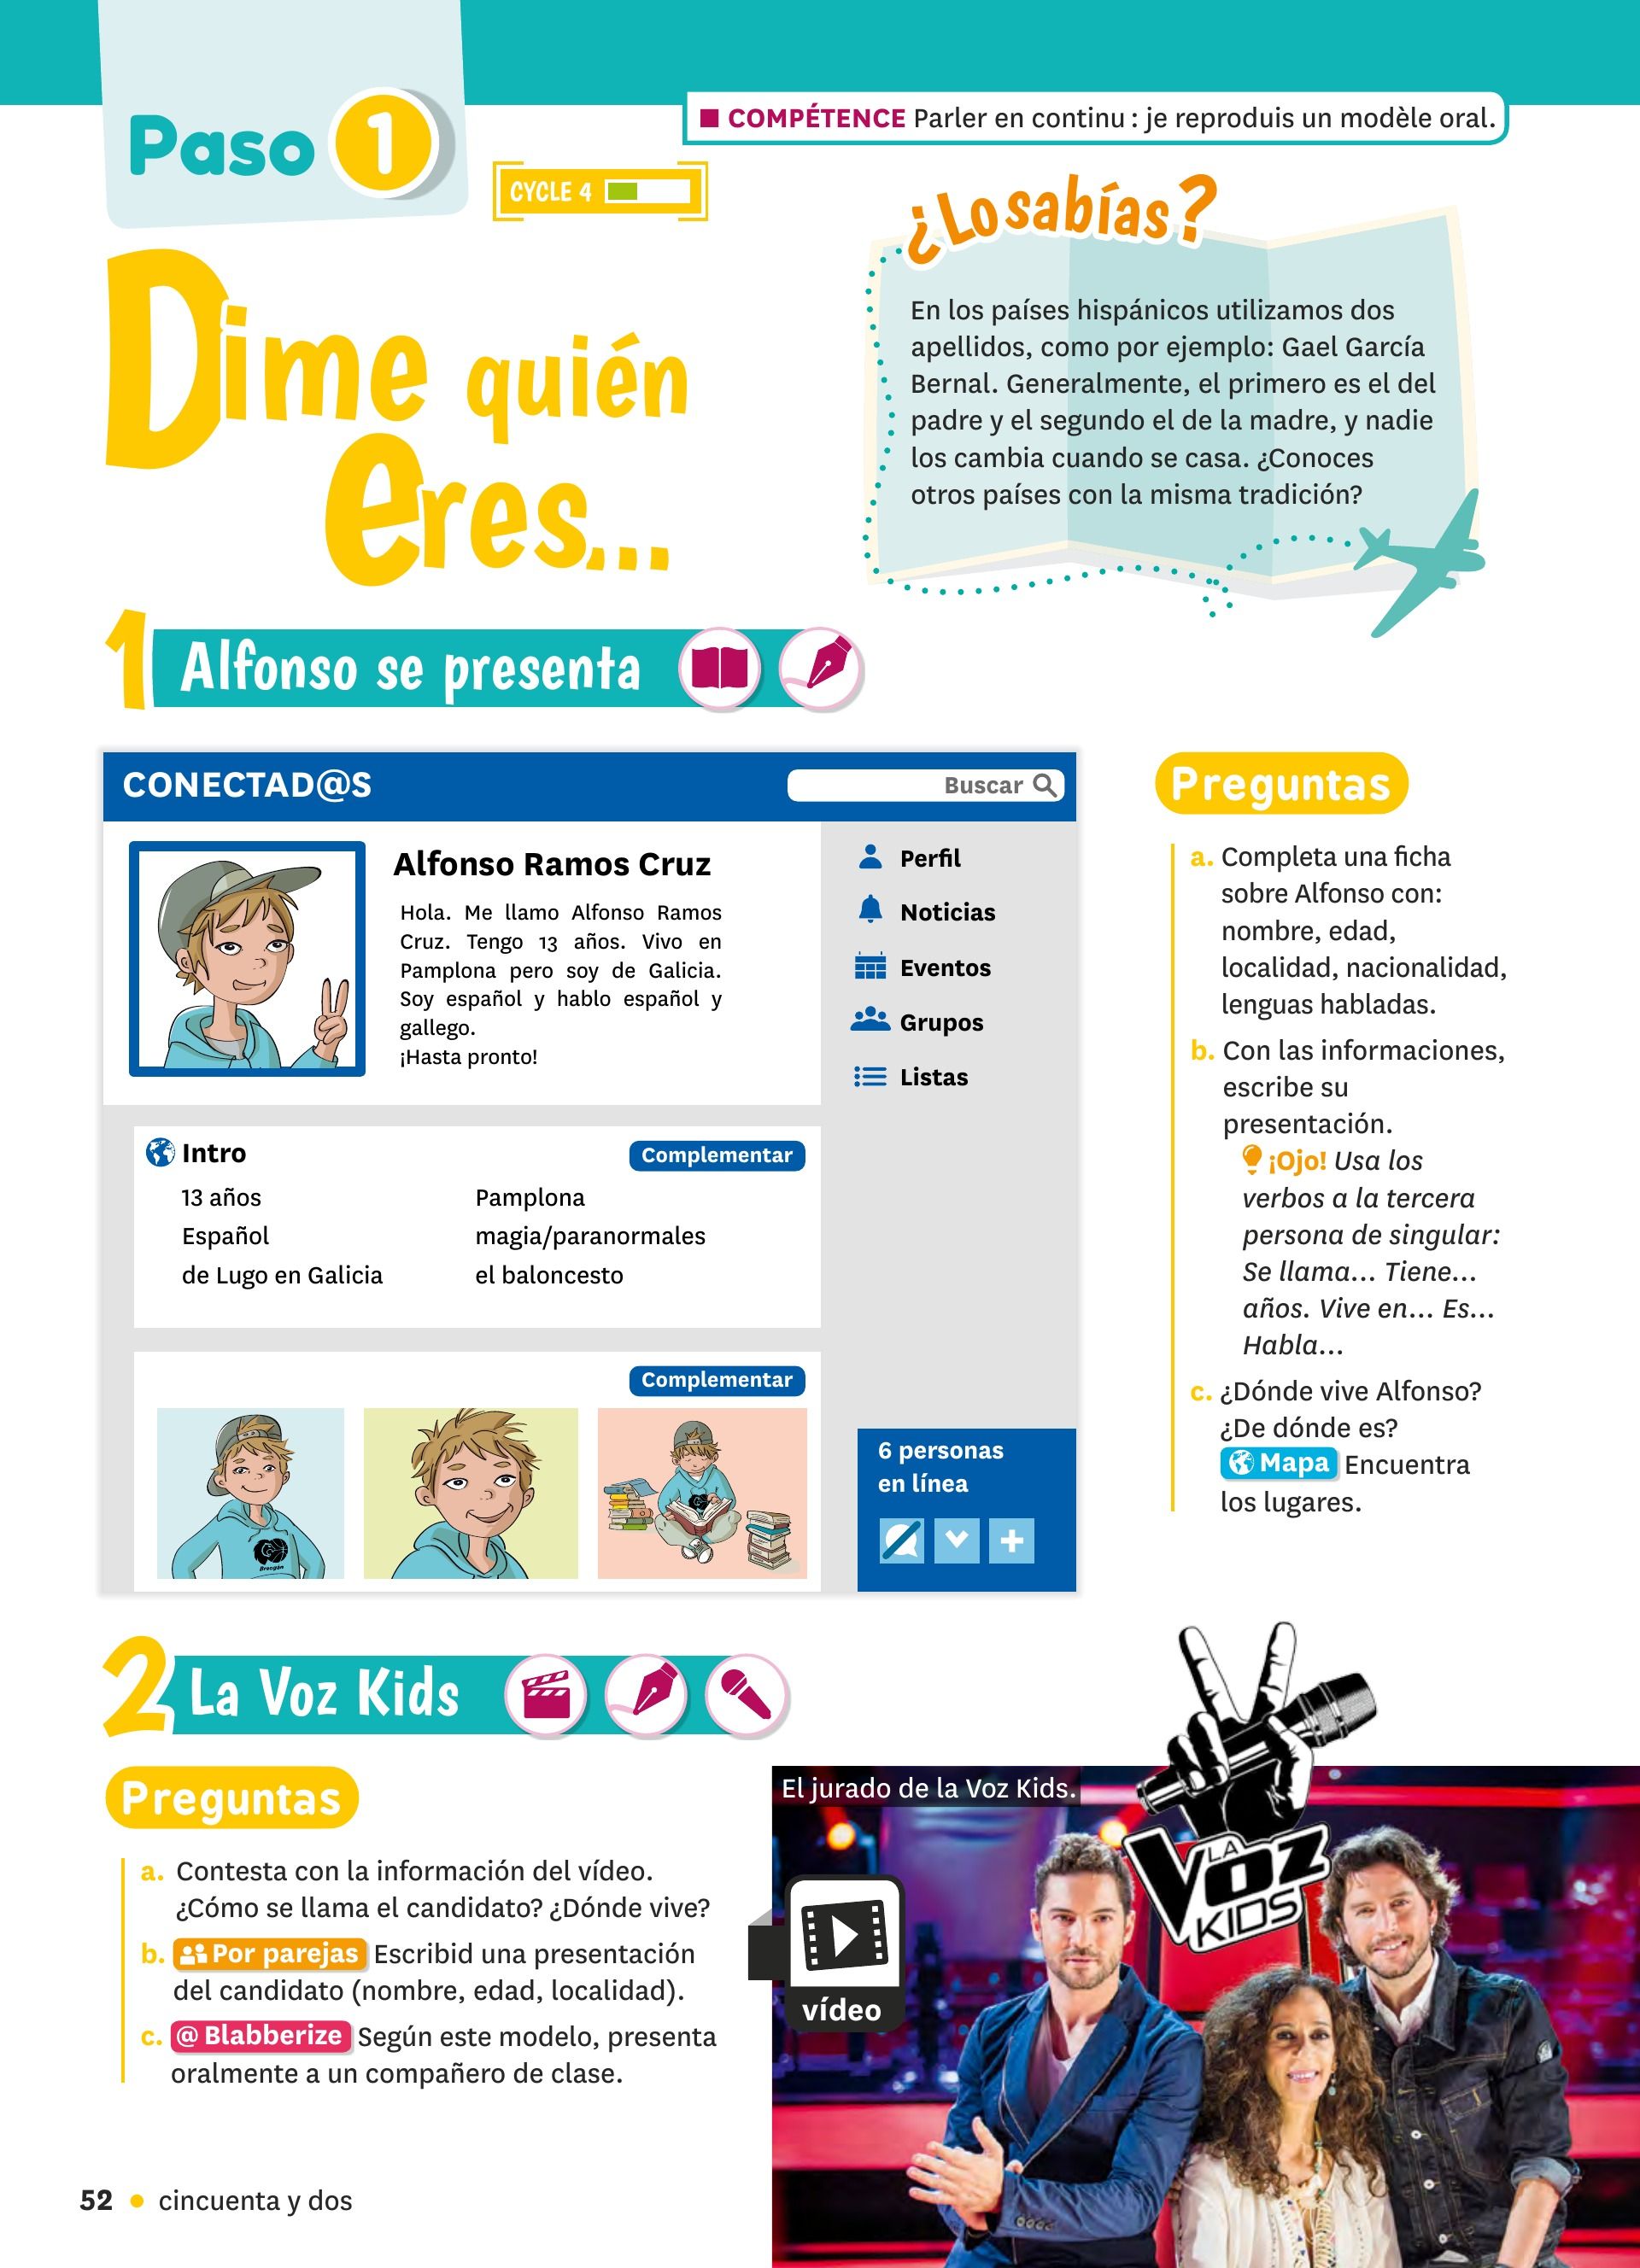 Paso 1
■ COMPÉTENCE Parler en continu : je reproduis un modèle oral.
CYCLE 4
Dime quién
eres...
¿Lo sabías?
En los países hispánicos utilizamos dos
apellidos, como por ejemplo: Gael García
Bernal. Generalmente, el primero es el del
padre y el segundo el de la madre, y nadie
los cambia cuando se casa. ¿Conoces
otros países con la misma tradición?
1 Alfonso se presenta
CONECTAD@S
Buscar
Alfonso Ramos Cruz
Hola. Me llamo Alfonso Ramos
Cruz. Tengo 13 años. Vivo en
Pamplona pero soy de Galicia.
Soy español y hablo español y
gallego.
¡Hasta pronto!
Perfil
Noticias
Eventos
Grupos
Listas
Intro
Complementar
13 años
Español
de Lugo en Galicia
Pamplona
magia/paranormales
el baloncesto
Complementar
Breogán
6 personas
en línea
Preguntas
a. Completa una ficha
sobre Alfonso con:
nombre, edad,
localidad, nacionalidad,
lenguas habladas.
b. Con las informaciones,
escribe su
presentación.
¡Ojo! Usa los
verbos a la tercera
persona de singular:
Se llama... Tiene...
años. Vive en... Es...
Habla...
c. ¿Dónde vive Alfonso?
¿De dónde es?
Mapa Encuentra
los lugares.
2 La Voz Kids
Preguntas
a. Contesta con la información del vídeo.
¿Cómo se llama el candidato? ¿Dónde vive?
b. Por parejas Escribid una presentación
del candidato (nombre, edad, localidad).
c. @ Blabberize Según este modelo, presenta
oralmente a un compañero de clase.
El jurado de la Voz Kids.
LA
VOZ
KIDS
vídeo
52 • cincuenta y dos